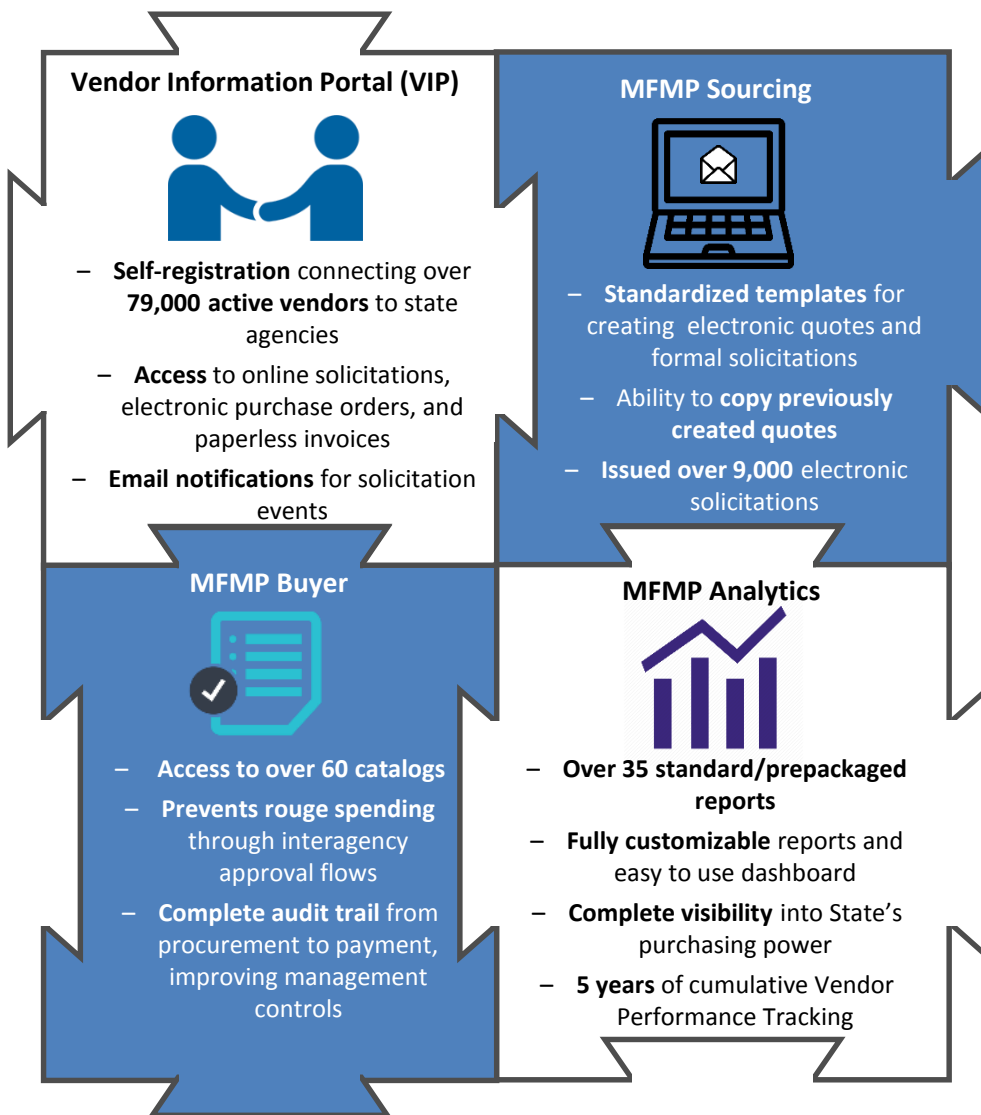 Vendor Information Portal (VIP)
– Self-registration connecting over
79,000 active vendors to state
agencies
– Access to online solicitations,
electronic purchase orders, and
paperless invoices
– Email notifications for solicitation
events
MFMP Sourcing
– Standardized templates for
creating electronic quotes and
formal solicitations
– Ability to copy previously
created quotes
– Issued over 9,000 electronic
solicitations
MFMP Buyer
– Access to over 60 catalogs
– Prevents rouge spending
through interagency
approval flows
– Complete audit trail from
procurement to payment,
improving management
controls
MFMP Analytics
– Over 35 standard/prepackaged
reports
– Fully customizable reports and
easy to use dashboard
– Complete visibility into State’s
purchasing power
– 5 years of cumulative Vendor
Performance Tracking